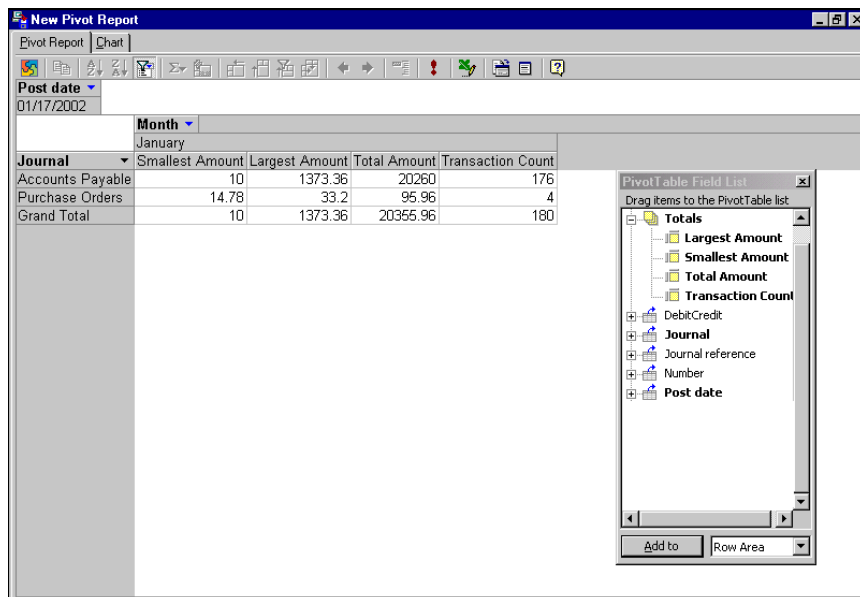 New Pivot Report
Pivot Report Chart
Post date
01/17/2002
Month
January
Journal Smallest Amount Largest Amount Total Amount Transaction Count
Accounts Payable 10 1373.36 20260 176
Purchase Orders 14.78 33.2 95.96 4
Grand Total 10 1373.36 20355.96 180
PivotTable Field List
Drag items to the PivotTable list
Totals
Largest Amount
Smallest Amount
Total Amount
Transaction Count
DebitCredit
Journal
Journal reference
Number
Post date
Add to Row Area